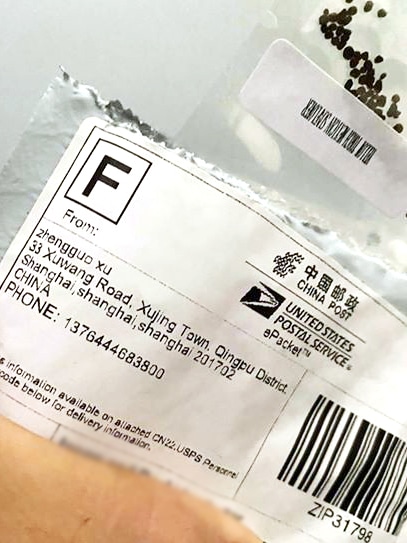 F
From:
zhengguo xu
33 Xuwang Road, Xujing Town, Qingpu District.
Shanghai,shanghai,shanghai 201702
CHINA
PHONE: 1376444683800
中国邮政
CHINA POST
UNITED STATES
POSTAL SERVICE®
ePacket™
information available on attached CN22.USPS Personnel
code below for delivery information.
ZIP31798